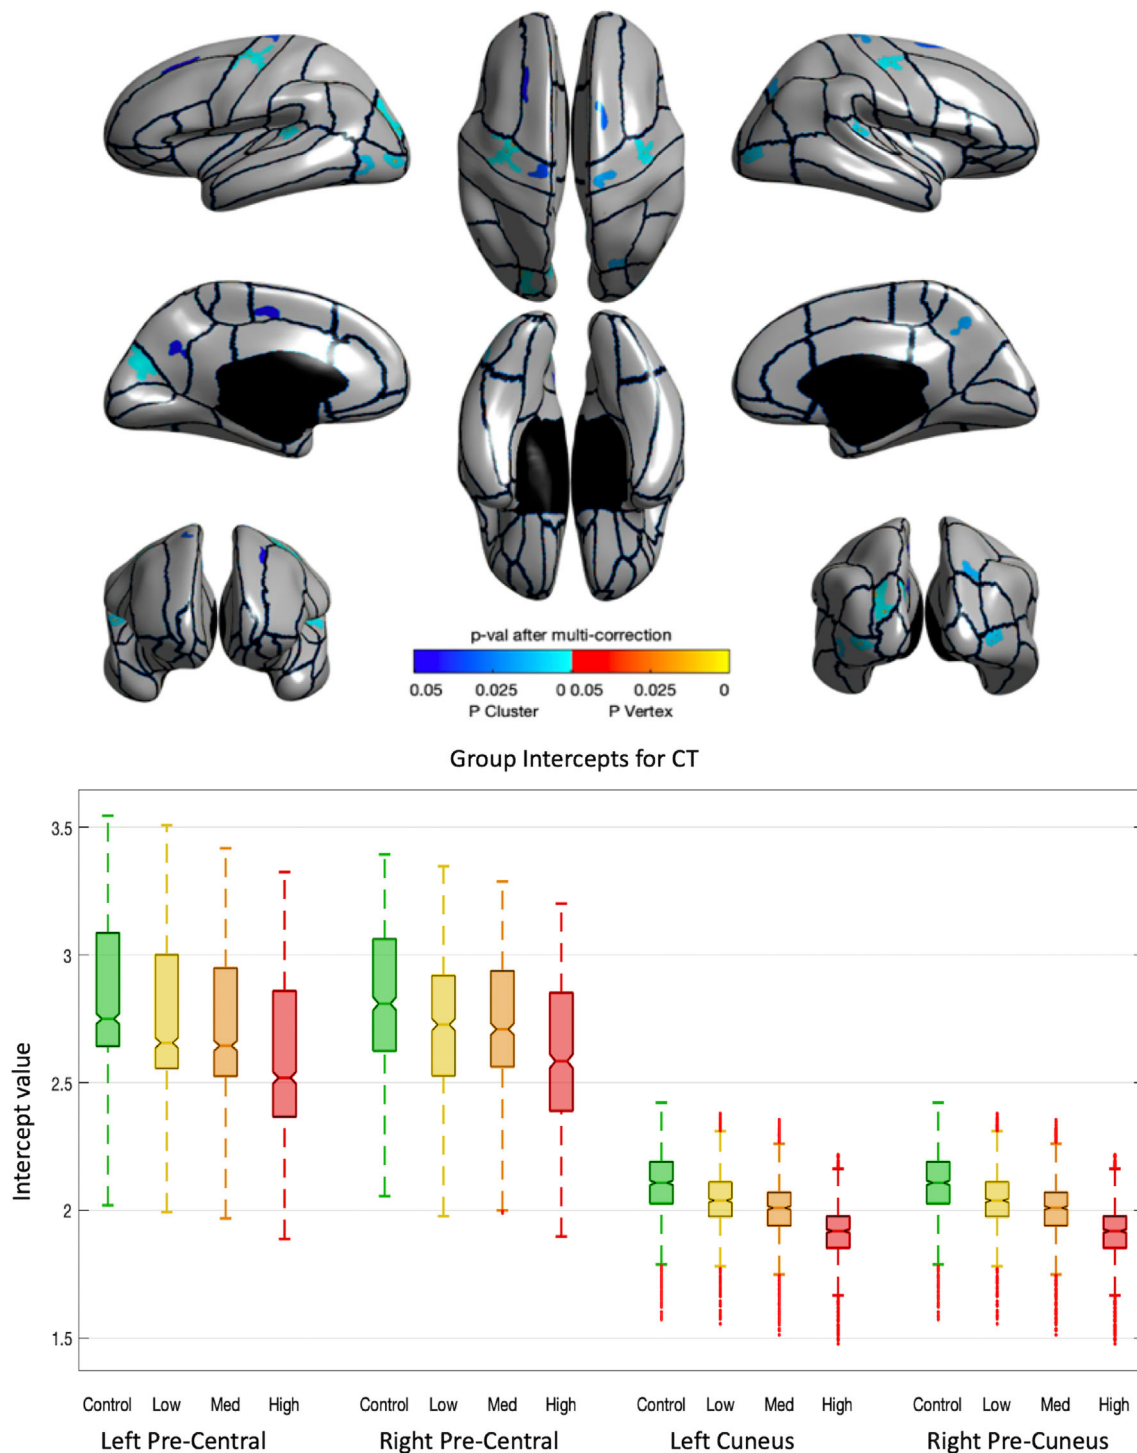 p-val after multi-correction
0.05 0.025 0 0.05 0.025 0
P Cluster P Vertex
Group Intercepts for CT
Intercept value
3.5
3
2.5
2
1.5
Control Low Med High Control Low Med High Control Low Med High Control Low Med High
Left Pre-Central Right Pre-Central Left Cuneus Right Pre-Cuneus